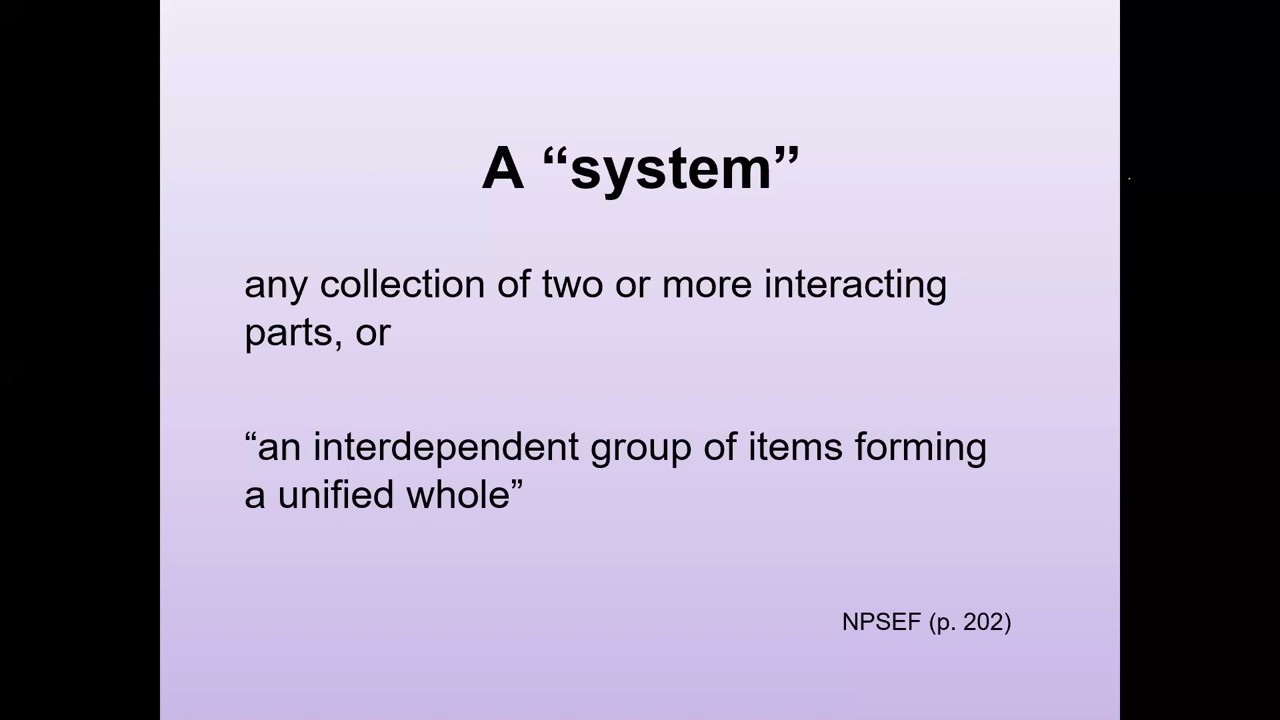 A “system”
any collection of two or more interacting
parts, or
“an interdependent group of items forming
a unified whole”
NPSEF (p. 202)